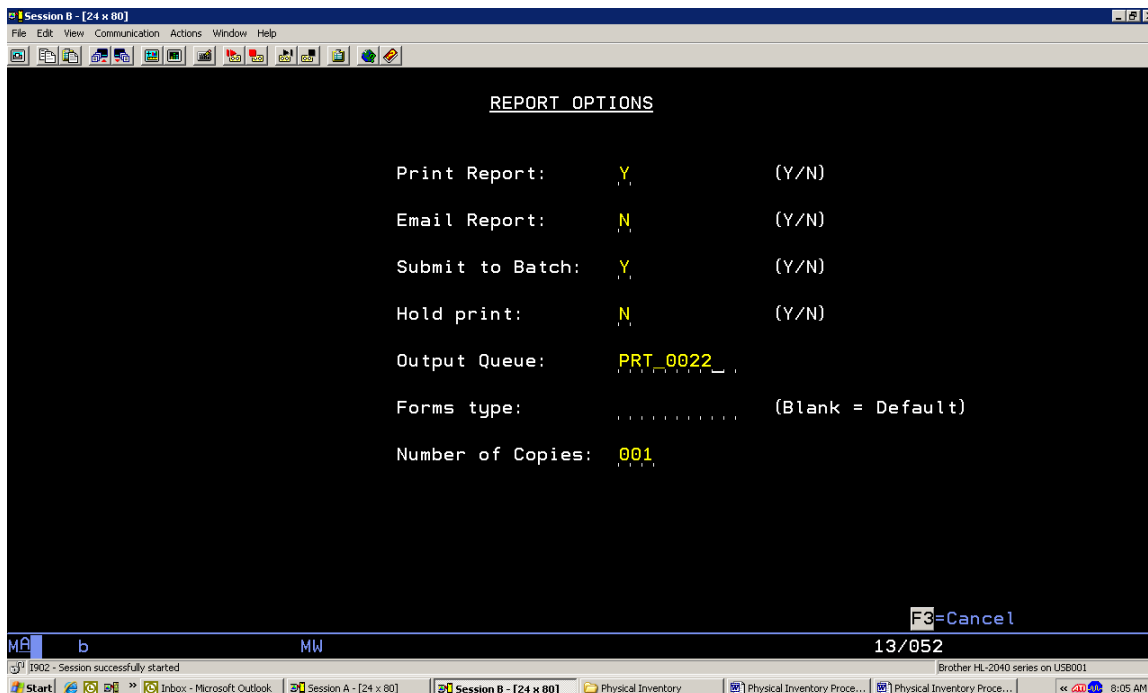 Session B - [24 x 80]
File Edit View Communication Actions Window Help
REPORT OPTIONS
Print Report: Y (Y/N)
Email Report: N (Y/N)
Submit to Batch: Y (Y/N)
Hold print: N (Y/N)
Output Queue: PRT_0022
Forms type: (Blank = Default)
Number of Copies: 001
F3=Cancel
MA b MW 13/052
I902 - Session successfully started Brother HL-2040 series on USB001
Start » Inbox - Microsoft Outlook Session A - [24 x 80] Session B - [24 x 80] Physical Inventory Physical Inventory Proce... Physical Inventory Proce... « 8:05 AM